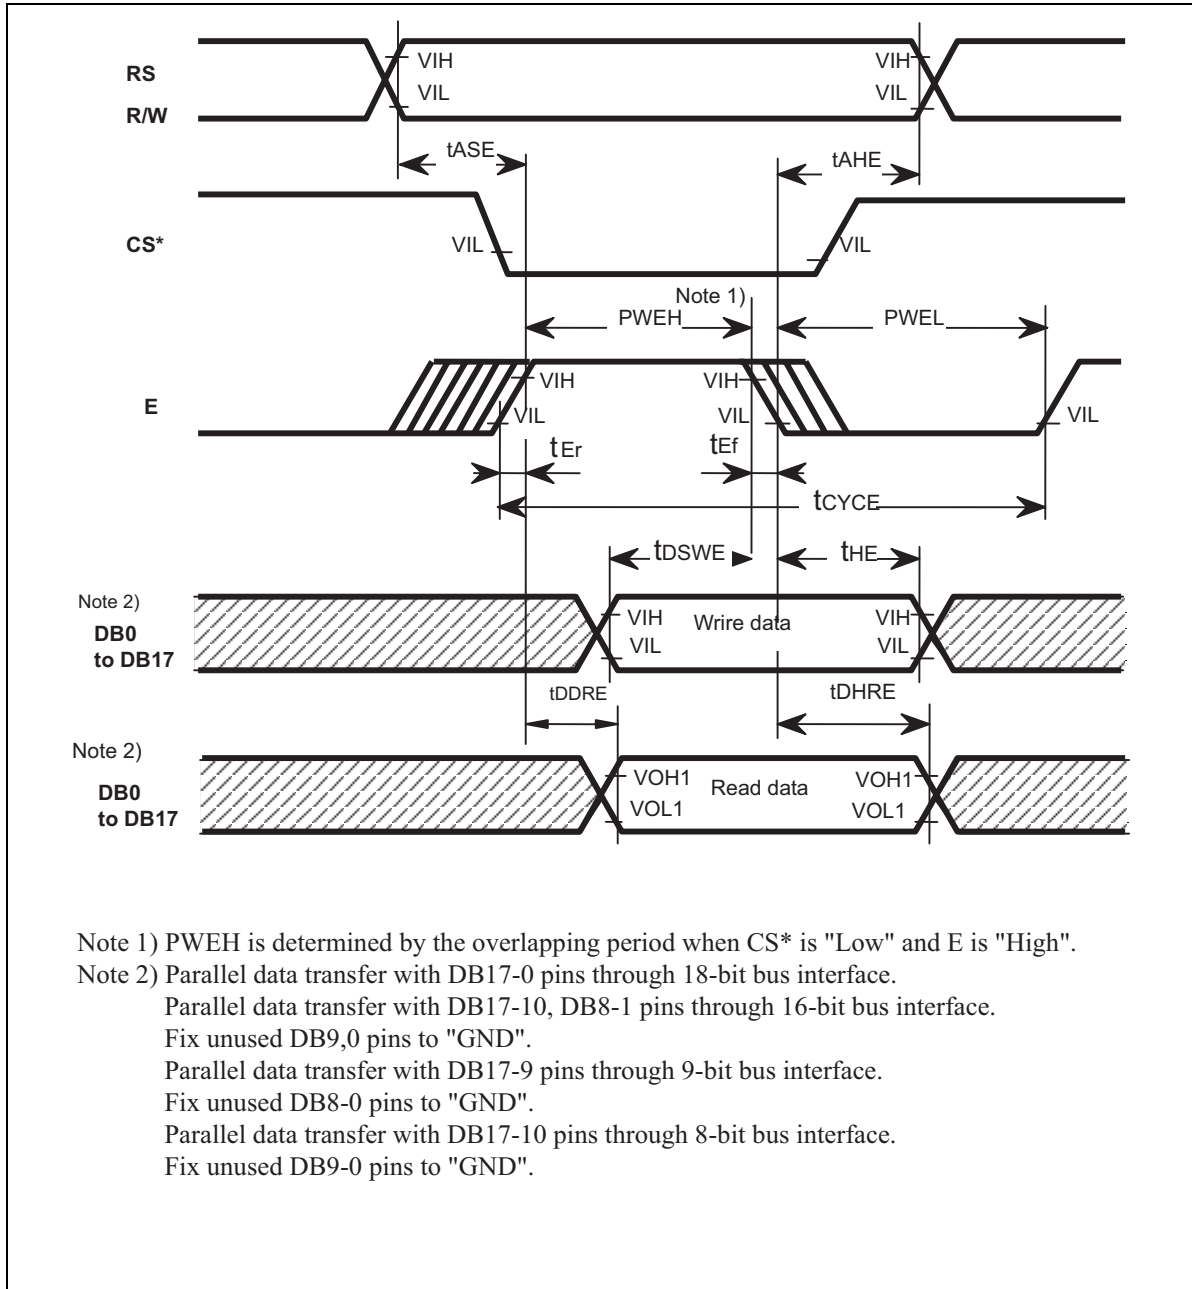 RS
R/W
VIH
VIL
VIH
VIL
tASE
tAHE
CS*
VIL
VIL
Note 1)
PWEH
PWEL
E
VIH
VIL
VIH
VIL
VIL
tEr
tEf
tCYCE
tDSWE
tHE
Note 2)
DB0
to DB17
VIH
VIL
Wrire data
VIH
VIL
tDDRE
tDHRE
Note 2)
DB0
to DB17
VOH1
VOL1
Read data
VOH1
VOL1
Note 1) PWEH is determined by the overlapping period when CS* is "Low" and E is "High".
Note 2) Parallel data transfer with DB17-0 pins through 18-bit bus interface.
Parallel data transfer with DB17-10, DB8-1 pins through 16-bit bus interface.
Fix unused DB9,0 pins to "GND".
Parallel data transfer with DB17-9 pins through 9-bit bus interface.
Fix unused DB8-0 pins to "GND".
Parallel data transfer with DB17-10 pins through 8-bit bus interface.
Fix unused DB9-0 pins to "GND".